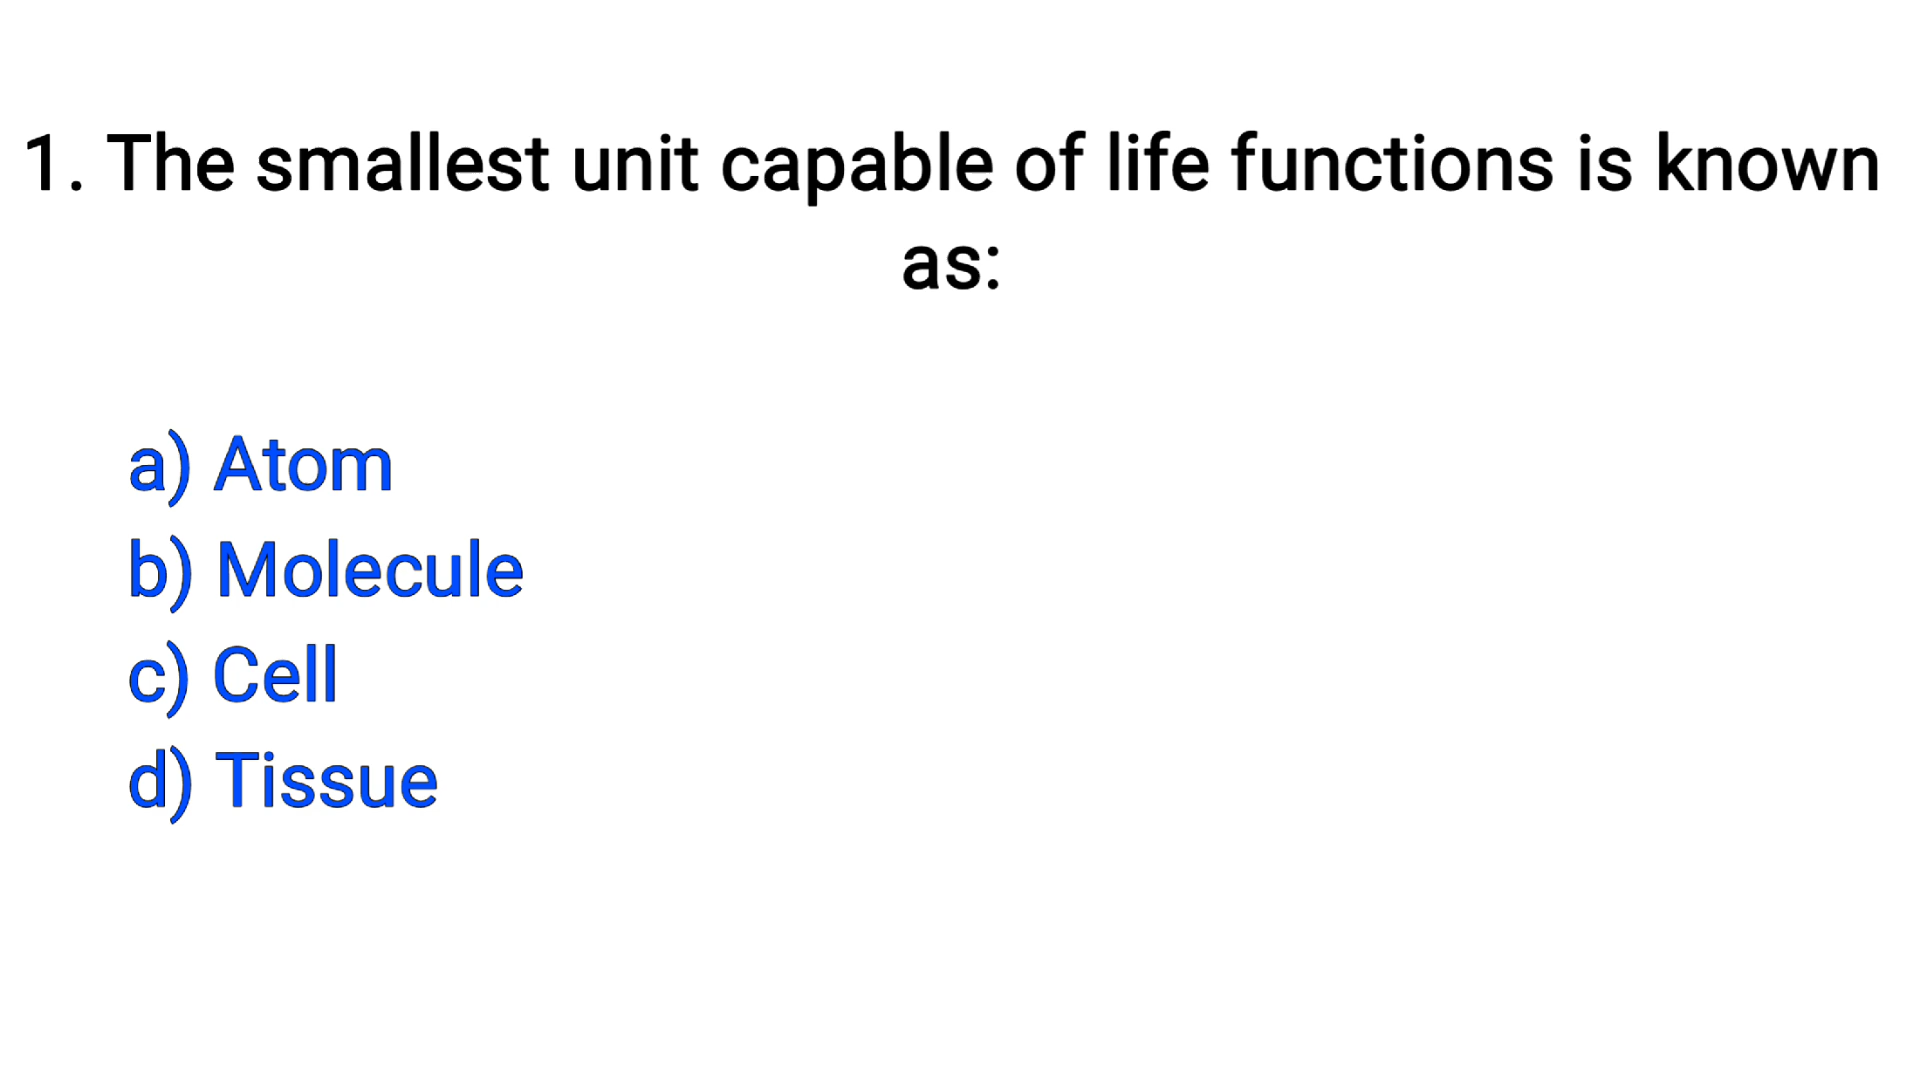 1. The smallest unit capable of life functions is known
as:
a) Atom
b) Molecule
c) Cell
d) Tissue